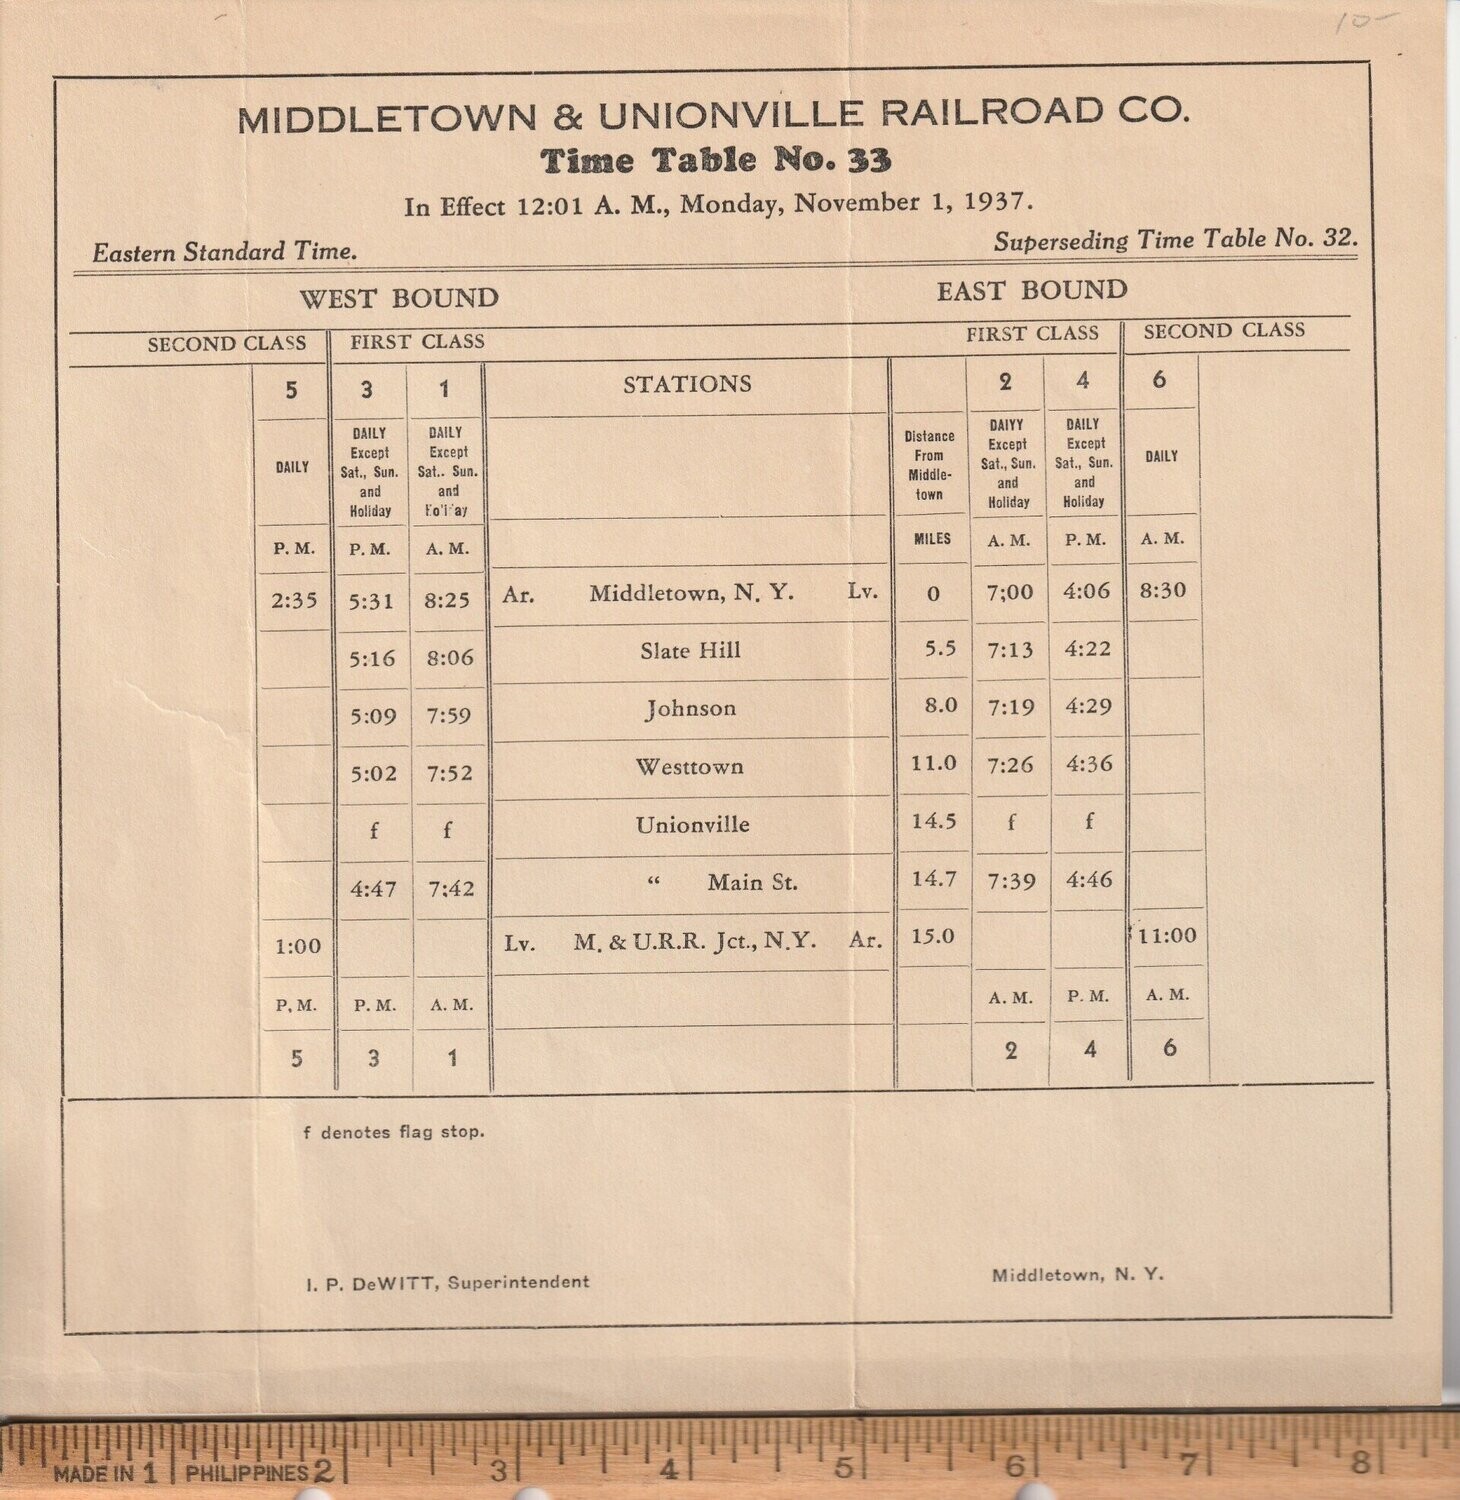 10-
MIDDLETOWN & UNIONVILLE RAILROAD CO.
Time Table No. 33
In Effect 12:01 A. M., Monday, November 1, 1937.
Eastern Standard Time. Superseding Time Table No. 32.
WEST BOUND EAST BOUND
SECOND CLASS FIRST CLASS FIRST CLASS SECOND CLASS
5 3 1 STATIONS 2 4 6
DAILY DAILY Except Sat., Sun. and Holiday DAILY Except Sat.. Sun. and Distance From Middle-town DAIYY Except Sat., Sun. and Holiday DAILY Except Sat., Sun. and Holiday DAILY
P. M. P. M. A. M. MILES A. M. P. M. A. M.
2:35 5:31 8:25 Ar. Middletown, N. Y. Lv. 0 7;00 4:06 8:30
5:16 8:06 Slate Hill 5.5 7:13 4:22
5:09 7:59 Johnson 8.0 7:19 4:29
5:02 7:52 Westtown 11.0 7:26 4:36
f f Unionville 14.5 f f
4:47 7:42 “ Main St. 14.7 7:39 4:46
1:00 Lv. M. & U.R.R. Jct., N.Y. Ar. 15.0 11:00
P. M. P. M. A. M. A. M. P. M. A. M.
5 3 1 2 4 6
f denotes flag stop.
I. P. DeWITT, Superintendent Middletown, N. Y.
MADE IN 1 PHILIPPINES 2 3 4 5 6 7 8